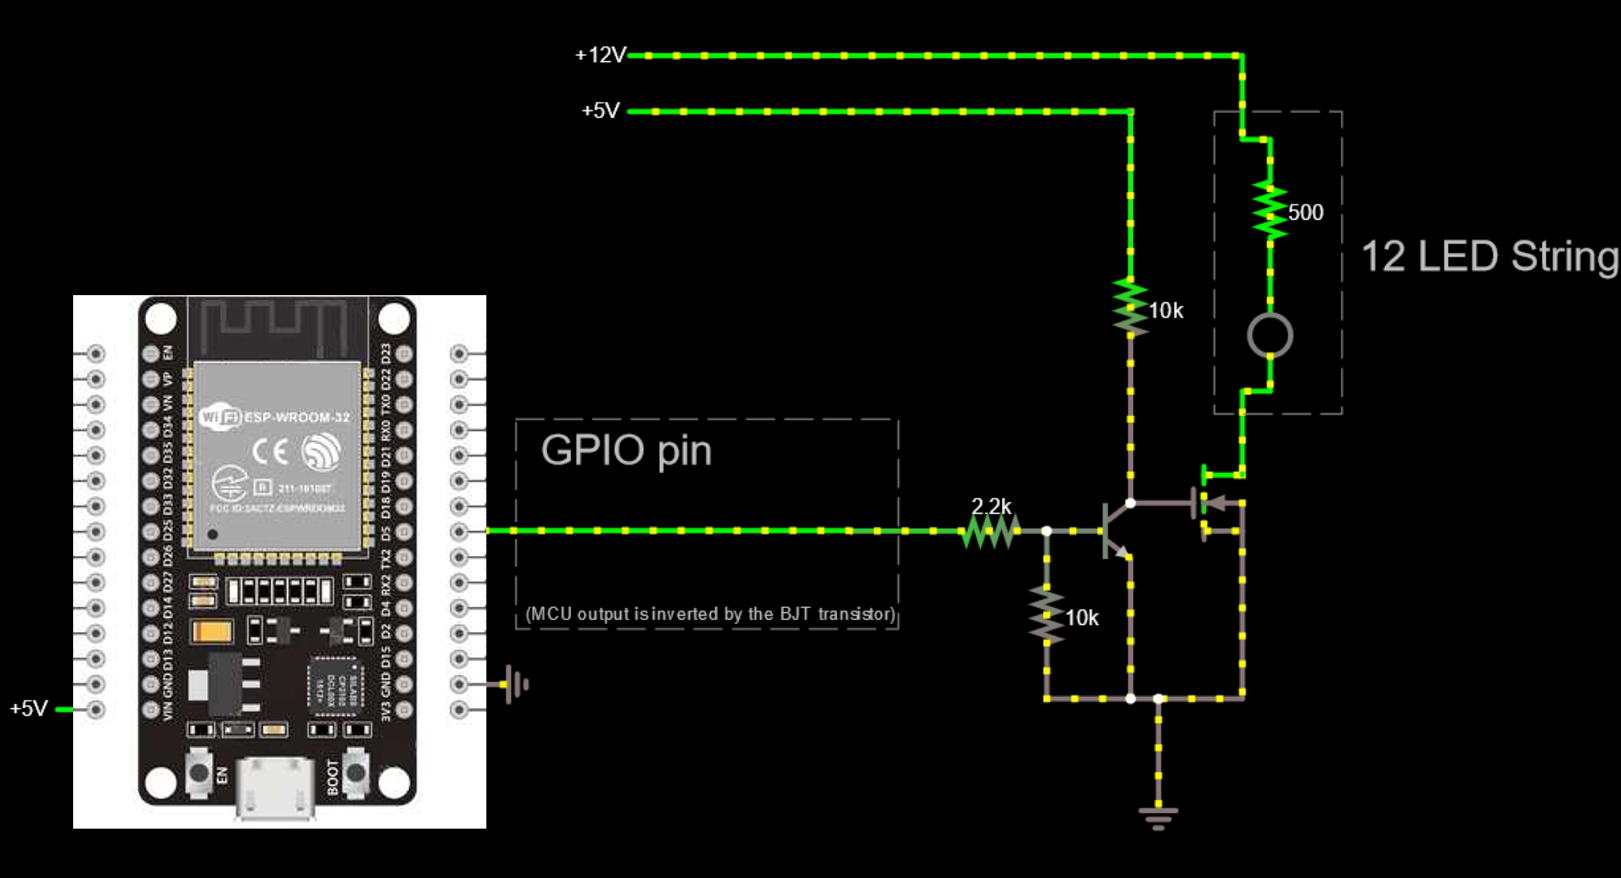 +12V
+5V
500
12 LED String
10k
GPIO pin
2.2k
(MCU output is inverted by the BJT transistor)
10k
+5V
EN
VP
VN
D34
D35
D32
D33
D25
D26
D27
D14
D12
D13
GND
VIN
D23
D22
TX0
RX0
D21
D19
D18
D5
TX2
RX2
D4
D2
D15
GND
3V3
Wi Fi ESP-WROOM-32
CE
R 211-161007
FCC ID:2AC7Z-ESPWROOM32
SILABS
CP2102
EN
BOOT